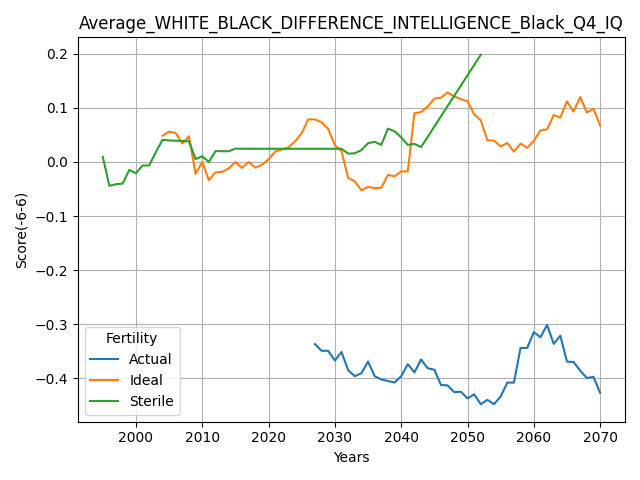 Average_WHITE_BLACK_DIFFERENCE_INTELLIGENCE_Black_Q4_IQ
0.2
0.1
0.0
−0.1
−0.2
−0.3
−0.4
Score(-6-6)
Fertility
Actual
Ideal
Sterile
2000 2010 2020 2030 2040 2050 2060 2070
Years